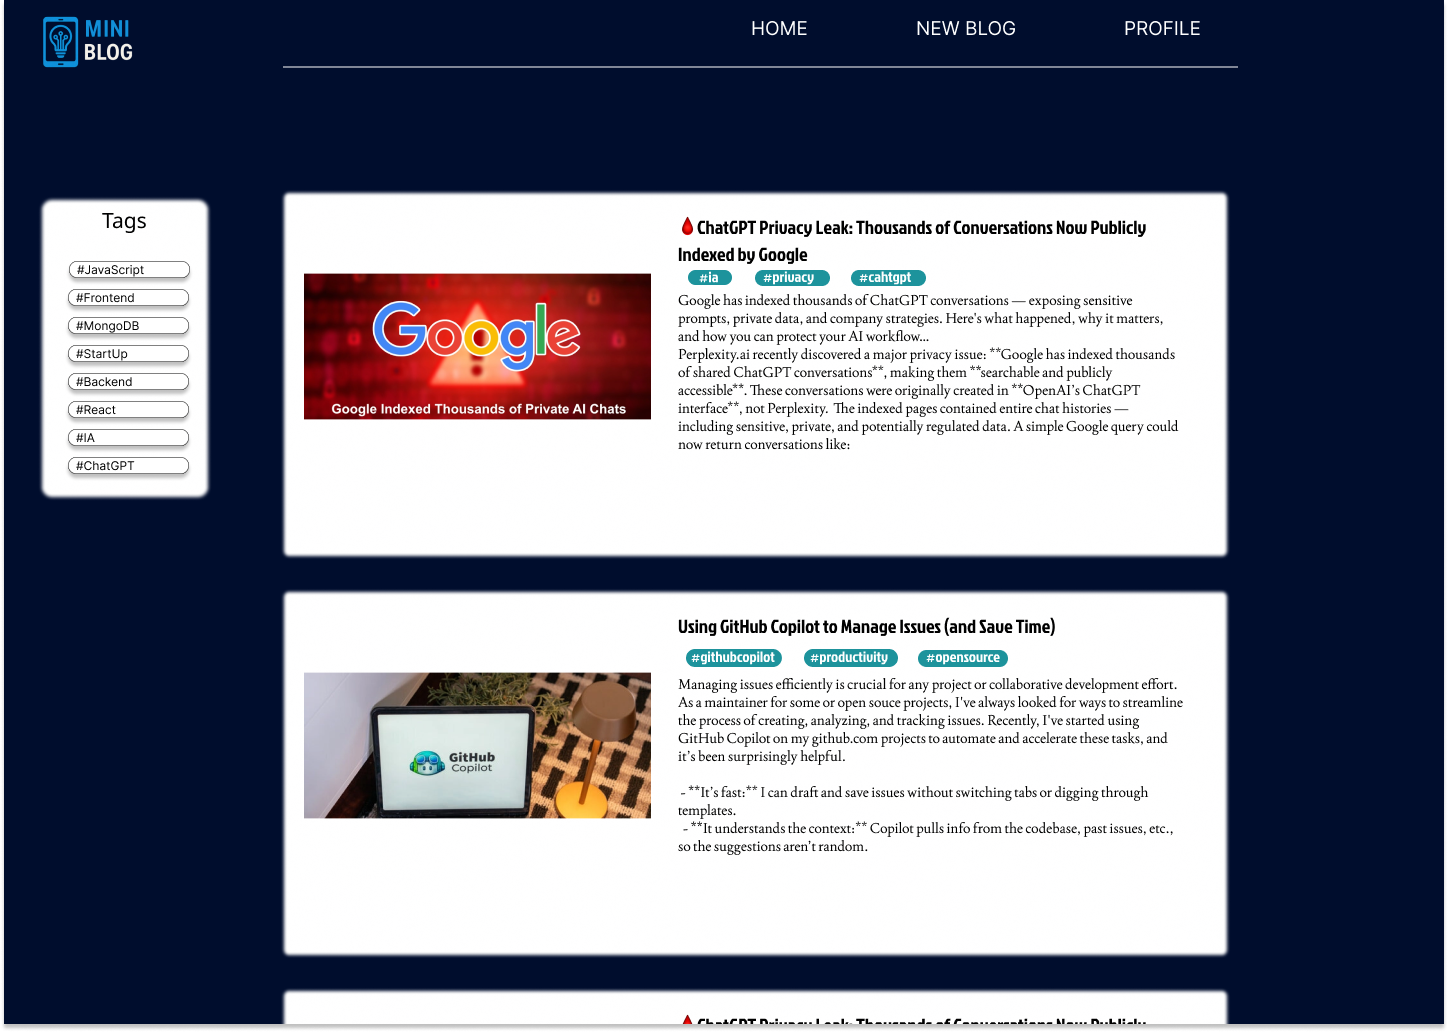 MINI
BLOG
HOME
NEW BLOG
PROFILE
Tags
#JavaScript
#Frontend
#MongoDB
#StartUp
#Backend
#React
#IA
#ChatGPT
Google
Google Indexed Thousands of Private AI Chats
🩸ChatGPT Privacy Leak: Thousands of Conversations Now Publicly
Indexed by Google
#ia #privacy #cahtgpt
Google has indexed thousands of ChatGPT conversations — exposing sensitive
prompts, private data, and company strategies. Here's what happened, why it matters,
and how you can protect your AI workflow...
Perplexity.ai recently discovered a major privacy issue: **Google has indexed thousands
of shared ChatGPT conversations**, making them **searchable and publicly
accessible**. These conversations were originally created in **OpenAI's ChatGPT
interface**, not Perplexity. The indexed pages contained entire chat histories —
including sensitive, private, and potentially regulated data. A simple Google query could
now return conversations like:
GitHub
Copilot
Using GitHub Copilot to Manage Issues (and Save Time)
#githubcopilot #productivity #opensource
Managing issues efficiently is crucial for any project or collaborative development effort.
As a maintainer for some or open souce projects, I've always looked for ways to streamline
the process of creating, analyzing, and tracking issues. Recently, I've started using
GitHub Copilot on my github.com projects to automate and accelerate these tasks, and
it's been surprisingly helpful.
- **It's fast:** I can draft and save issues without switching tabs or digging through
templates.
- **It understands the context:** Copilot pulls info from the codebase, past issues, etc.,
so the suggestions aren't random.
🩸ChatGPT Privacy Leak: Thousands of Conversations Now Publicly